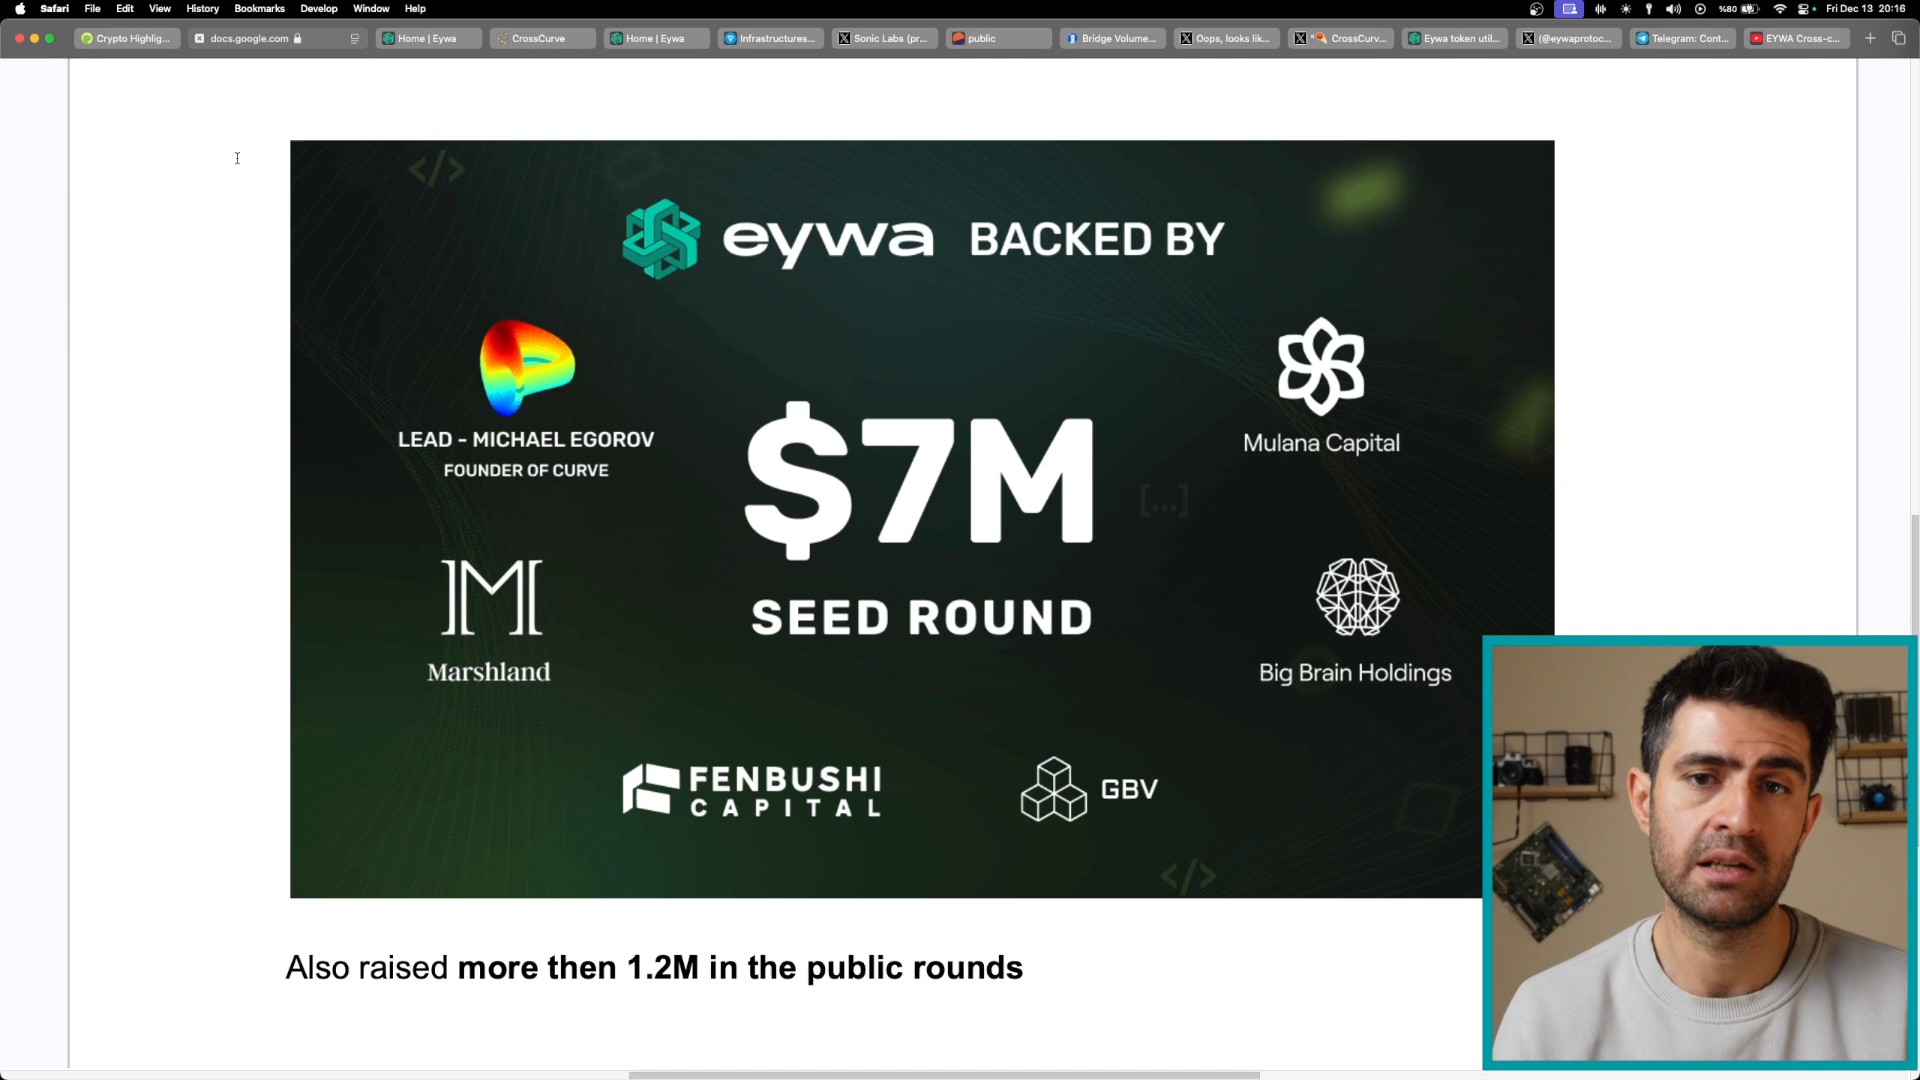 Safari File Edit View History Bookmarks Develop Window Help %80 Fri Dec 13 20:16
Crypto Highlig... docs.google.com Home | Eywa CrossCurve Home | Eywa Infrastructures... Sonic Labs (pr... public Bridge Volume... Oops, looks lik... "🪃 CrossCurv... Eywa token util... (@eywaprotoc... Telegram: Cont... EYWA Cross-c...
</>
eywa BACKED BY
LEAD - MICHAEL EGOROV
FOUNDER OF CURVE
Mulana Capital
$7M
[...]
SEED ROUND
M
Marshland
Big Brain Holdings
FENBUSHI
CAPITAL
GBV
</>
Also raised more then 1.2M in the public rounds